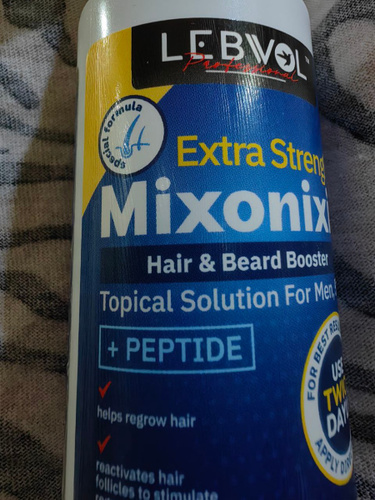 LEBVOL
Professional
special formula
Extra Streng
Mixonix
Hair & Beard Booster
Topical Solution For Men,
+ PEPTIDE
helps regrow hair
reactivates hair
follicles to stimulate
FOR BEST RE
USE
TWI
DAY
APPLY DIR